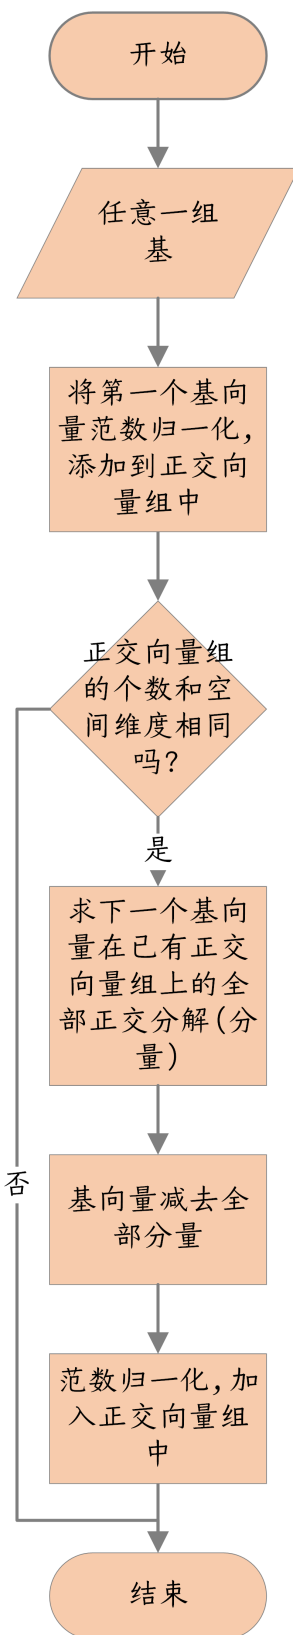 开始
任意一组
基
将第一个基向
量范数归一化,
添加到正交向
量组中
正交向量组
的个数和空
间维度相同
吗?
是
求下一个基向
量在已有正交
向量组上的全
部正交分解(分
量)
否
基向量减去全
部分量
范数归一化,加
入正交向量组
中
结束